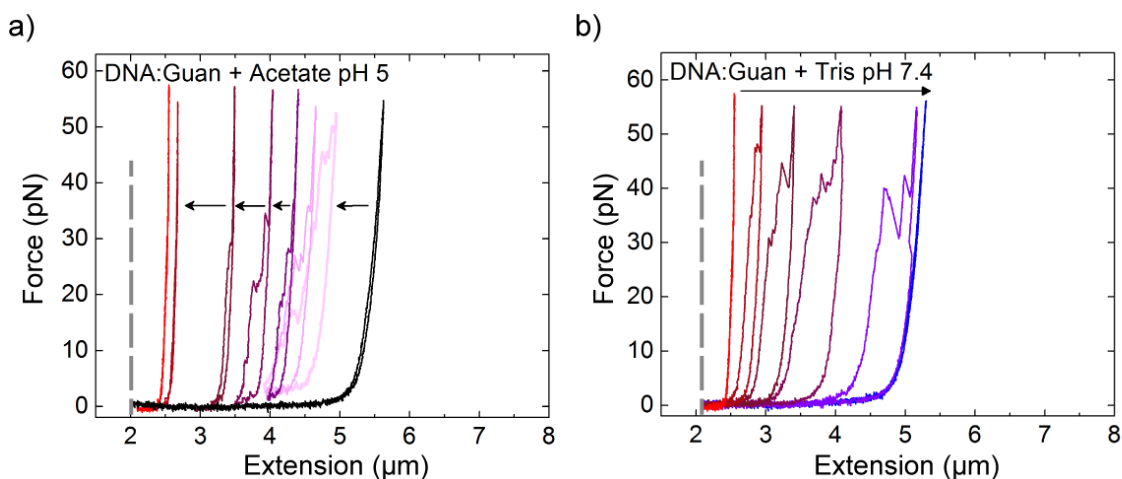 a)
DNA:Guan + Acetate pH 5
60
50
40
30
20
10
0
Force (pN)
2 3 4 5 6 7 8
Extension (μm)
b)
DNA:Guan + Tris pH 7.4
60
50
40
30
20
10
0
Force (pN)
2 3 4 5 6 7 8
Extension (μm)